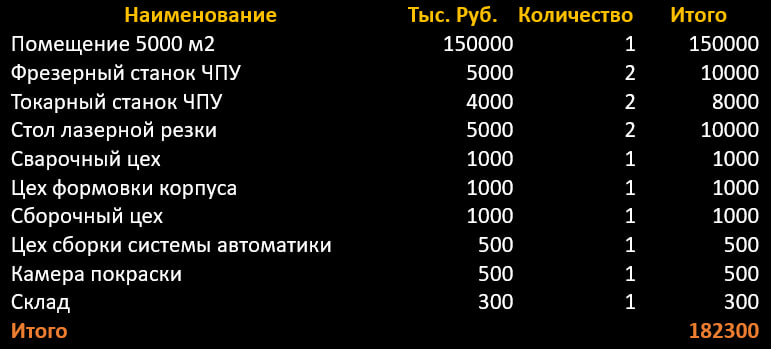 Наименование Тыс. Руб. Количество Итого
Помещение 5000 м2 150000 1 150000
Фрезерный станок ЧПУ 5000 2 10000
Токарный станок ЧПУ 4000 2 8000
Стол лазерной резки 5000 2 10000
Сварочный цех 1000 1 1000
Цех формовки корпуса 1000 1 1000
Сборочный цех 1000 1 1000
Цех сборки системы автоматики 500 1 500
Камера покраски 500 1 500
Склад 300 1 300
Итого 182300